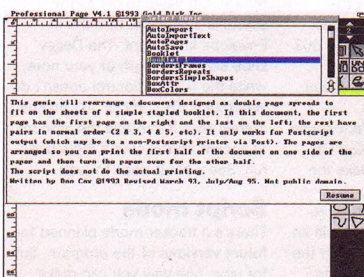 Professional Page V4.1 @1993 Gold Disk Inc.
Select Genie
AutoImport
AutoImportText
AutoPages
AutoSave
Booklet
Booklet_1
BordersFrames
BordersRepeats
BordersSimpleShapes
BoxAttr
BoxColors
This genie will rearrange a document designed as double page spreads to
fit on the sheets of a single stapled booklet. In this document, the first
page has the first page on the right and the last on the left; the rest have
pairs in normal order (2 & 3, 4 & 5, etc). It only works for Postscript
output (which may be to a non-Postscript printer via Post). The pages are
arranged so you can print the first half of the document on one side of the
paper and then turn the paper over for the other half.
The script does not do the actual printing.
Written by Don Cox @1993 Revised March 93, July/Aug 95. Not public domain.
Resume